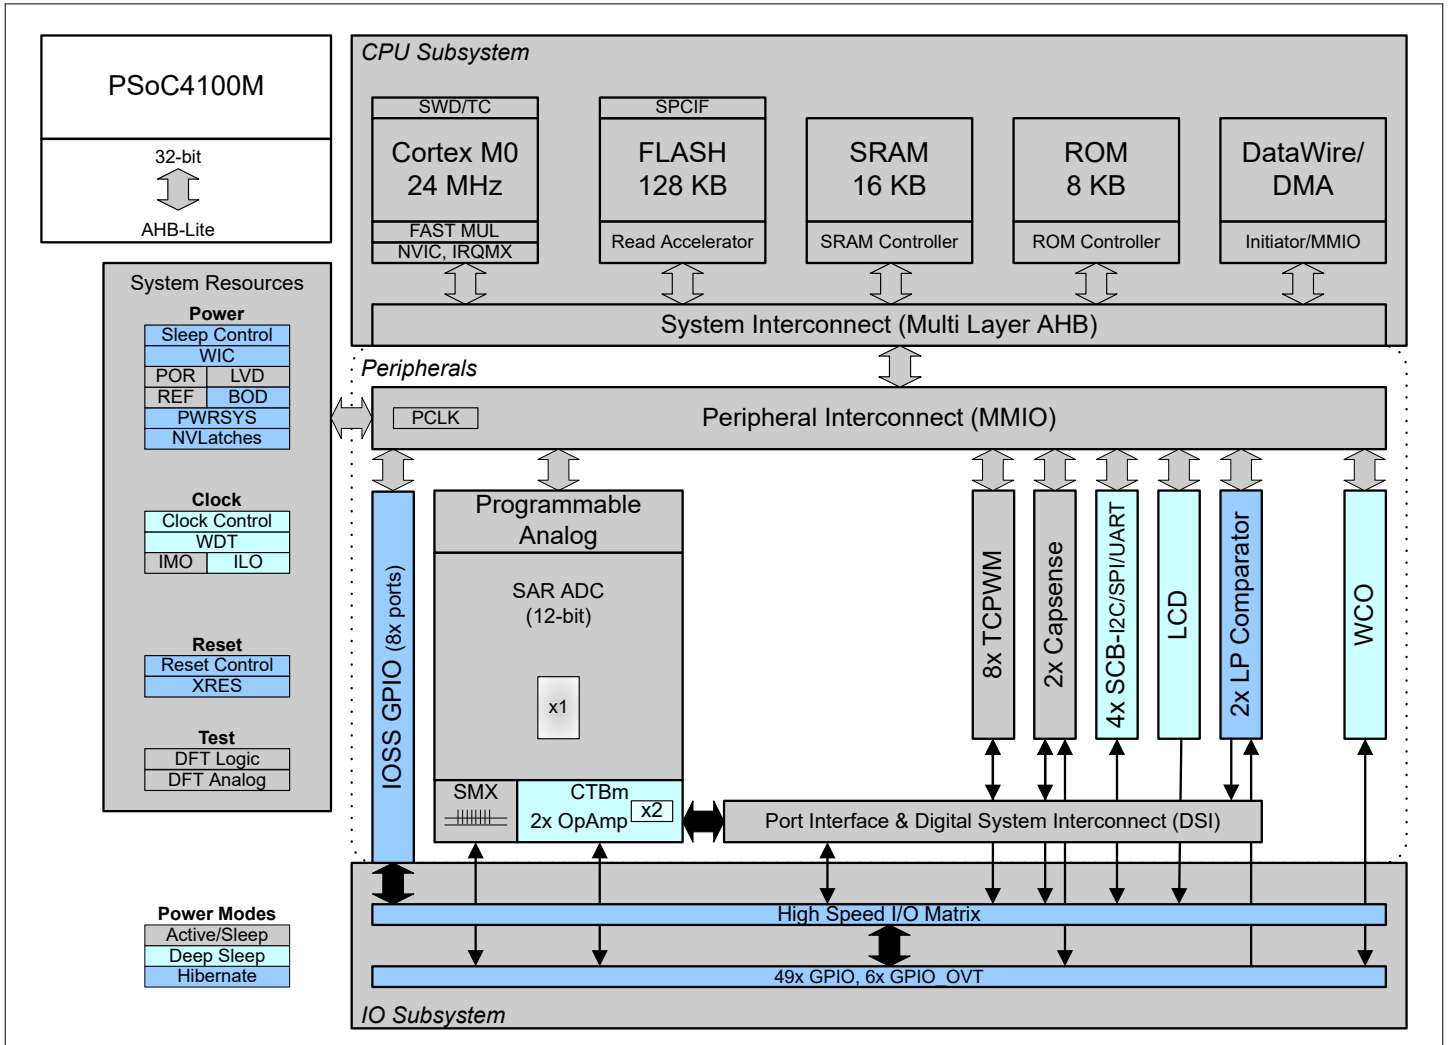 PSoC4100M
32-bit
AHB-Lite
CPU Subsystem
SWD/TC
Cortex M0
24 MHz
FAST MUL
NVIC, IRQMX
SPCIF
FLASH
128 KB
Read Accelerator
SRAM
16 KB
SRAM Controller
ROM
8 KB
ROM Controller
DataWire/
DMA
Initiator/MMIO
System Interconnect (Multi Layer AHB)
System Resources
Power
Sleep Control
WIC
POR
LVD
REF
BOD
PWRSYS
NVLatches
Clock
Clock Control
WDT
IMO
ILO
Reset
Reset Control
XRES
Test
DFT Logic
DFT Analog
Peripherals
PCLK
Peripheral Interconnect (MMIO)
IOSS GPIO (8x ports)
Programmable
Analog
SAR ADC
(12-bit)
x1
SMX
CTBm
x2
2x OpAmp
8x TCPWM
2x Capsense
4x SCB-I2C/SPI/UART
LCD
2x LP Comparator
WCO
Port Interface & Digital System Interconnect (DSI)
Power Modes
Active/Sleep
Deep Sleep
Hibernate
High Speed I/O Matrix
49x GPIO, 6x GPIO_OVT
IO Subsystem